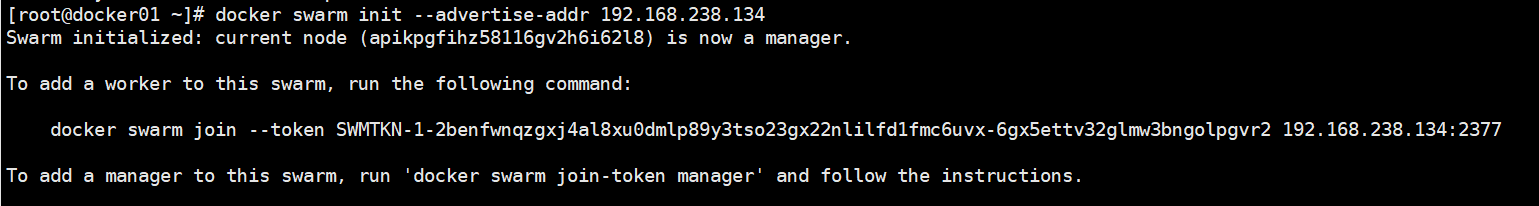 [root@docker01 ~]# docker swarm init --advertise-addr 192.168.238.134
Swarm initialized: current node (apikpgfihz58116gv2h6i62l8) is now a manager.
To add a worker to this swarm, run the following command:
docker swarm join --token SWMTKN-1-2benfwnqzgxj4al8xu0dmlp89y3tso23gx22nlilfd1fmc6uvx-6gx5ettv32glmw3bngolpgvr2 192.168.238.134:2377
To add a manager to this swarm, run 'docker swarm join-token manager' and follow the instructions.